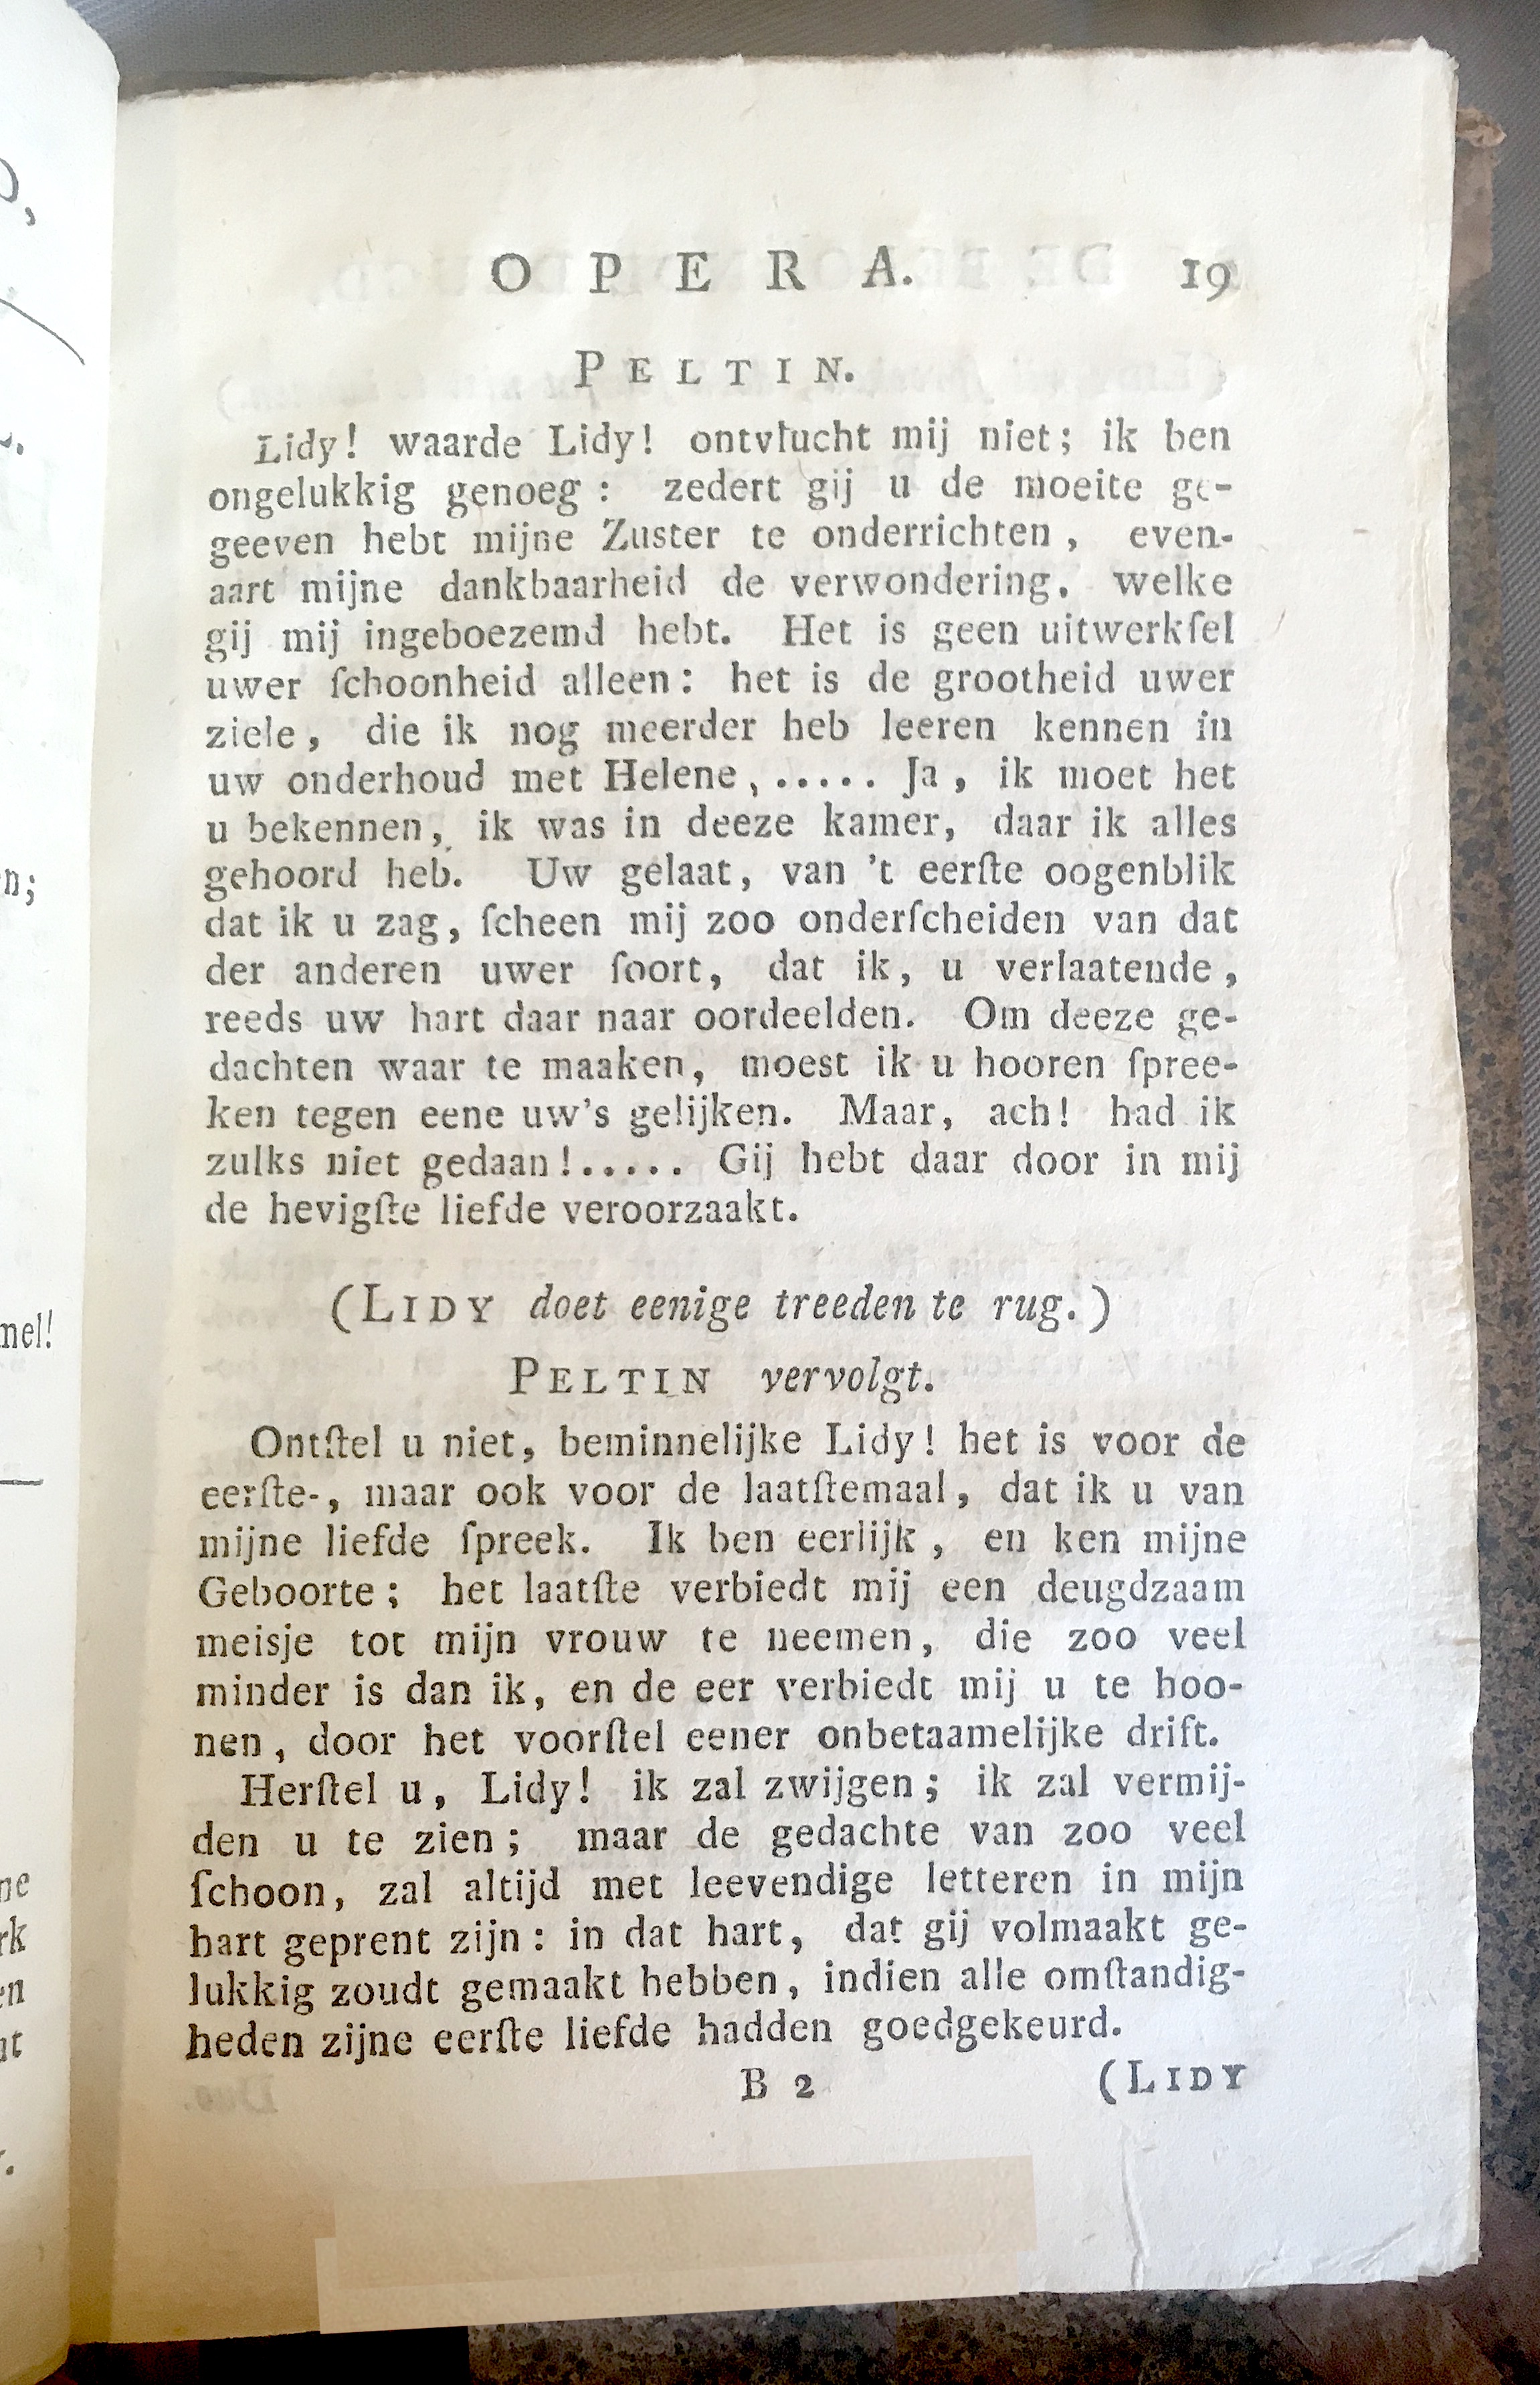 OPERA. 19
PELTIN.
Lidy! waarde Lidy! ontvlucht mij niet; ik ben
ongelukkig genoeg: zedert gij u de moeite ge-
geeven hebt mijne Zuster te onderrichten, even-
aart mijne dankbaarheid de verwondering, welke
gij mij ingeboezemd hebt. Het is geen uitwerkſel
uwer ſchoonheid alleen: het is de grootheid uwer
ziele, die ik nog meerder heb leeren kennen in
uw onderhoud met Helene,..... Ja, ik moet het
u bekennen, ik was in deeze kamer, daar ik alles
gehoord heb. Uw gelaat, van 't eerſte oogenblik
dat ik u zag, ſcheen mij zoo onderſcheiden van dat
der anderen uwer ſoort, dat ik, u verlaatende,
reeds uw hart daar naar oordeelden. Om deeze ge-
dachten waar te maaken, moest ik u hooren ſpree-
ken tegen eene uw's gelijken. Maar, ach! had ik
zulks niet gedaan!..... Gij hebt daar door in mij
de hevigſte liefde veroorzaakt.
(LIDY doet eenige treeden te rug.)
PELTIN vervolgt.
Ontſtel u niet, beminnelijke Lidy! het is voor de
eerſte-, maar ook voor de laatſtemaal, dat ik u van
mijne liefde ſpreek. Ik ben eerlijk, en ken mijne
Geboorte; het laatſte verbiedt mij een deugdzaam
meisje tot mijn vrouw te neemen, die zoo veel
minder is dan ik, en de eer verbiedt mij u te hoo-
nen, door het voorſtel eener onbetaamelijke drift.
Herſtel u, Lidy! ik zal zwijgen; ik zal vermij-
den u te zien; maar de gedachte van zoo veel
ſchoon, zal altijd met leevendige letteren in mijn
hart geprent zijn: in dat hart, dat gij volmaakt ge-
lukkig zoudt gemaakt hebben, indien alle omſtandig-
heden zijne eerſte liefde hadden goedgekeurd.
B 2 (LIDY